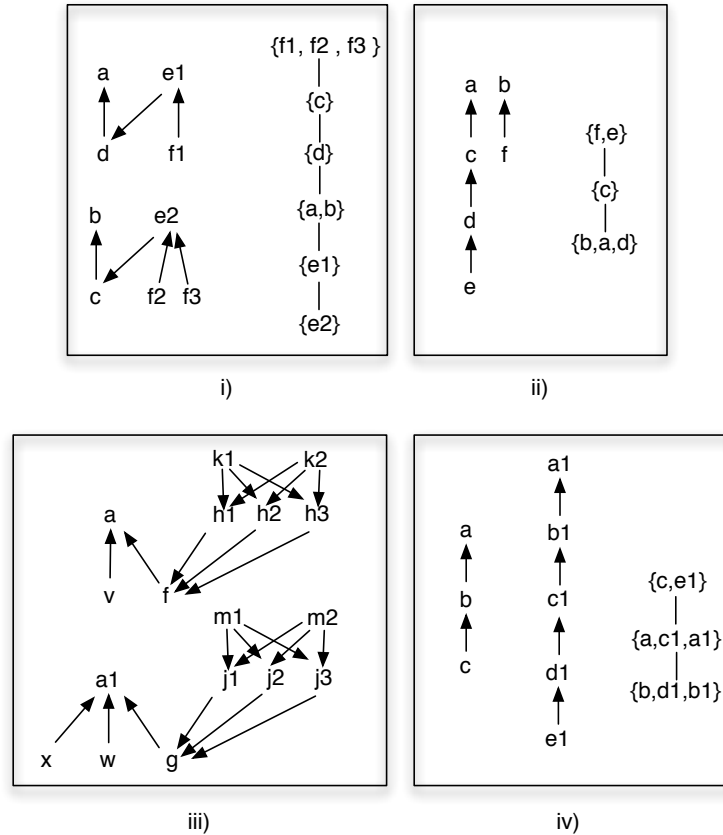 {f1, f2 , f3 }
a e1
{c}
d f1
{d}
b e2
{a,b}
{e1}
c f2 f3
{e2}
i)
a b
c f
{f,e}
{c}
d
{b,a,d}
e
ii)
k1 k2
a h1 h2 h3
v f
m1 m2
a1 j1 j2 j3
x w g
iii)
a1
a b1
{c,e1}
b c1
{a,c1,a1}
c d1
{b,d1,b1}
e1
iv)